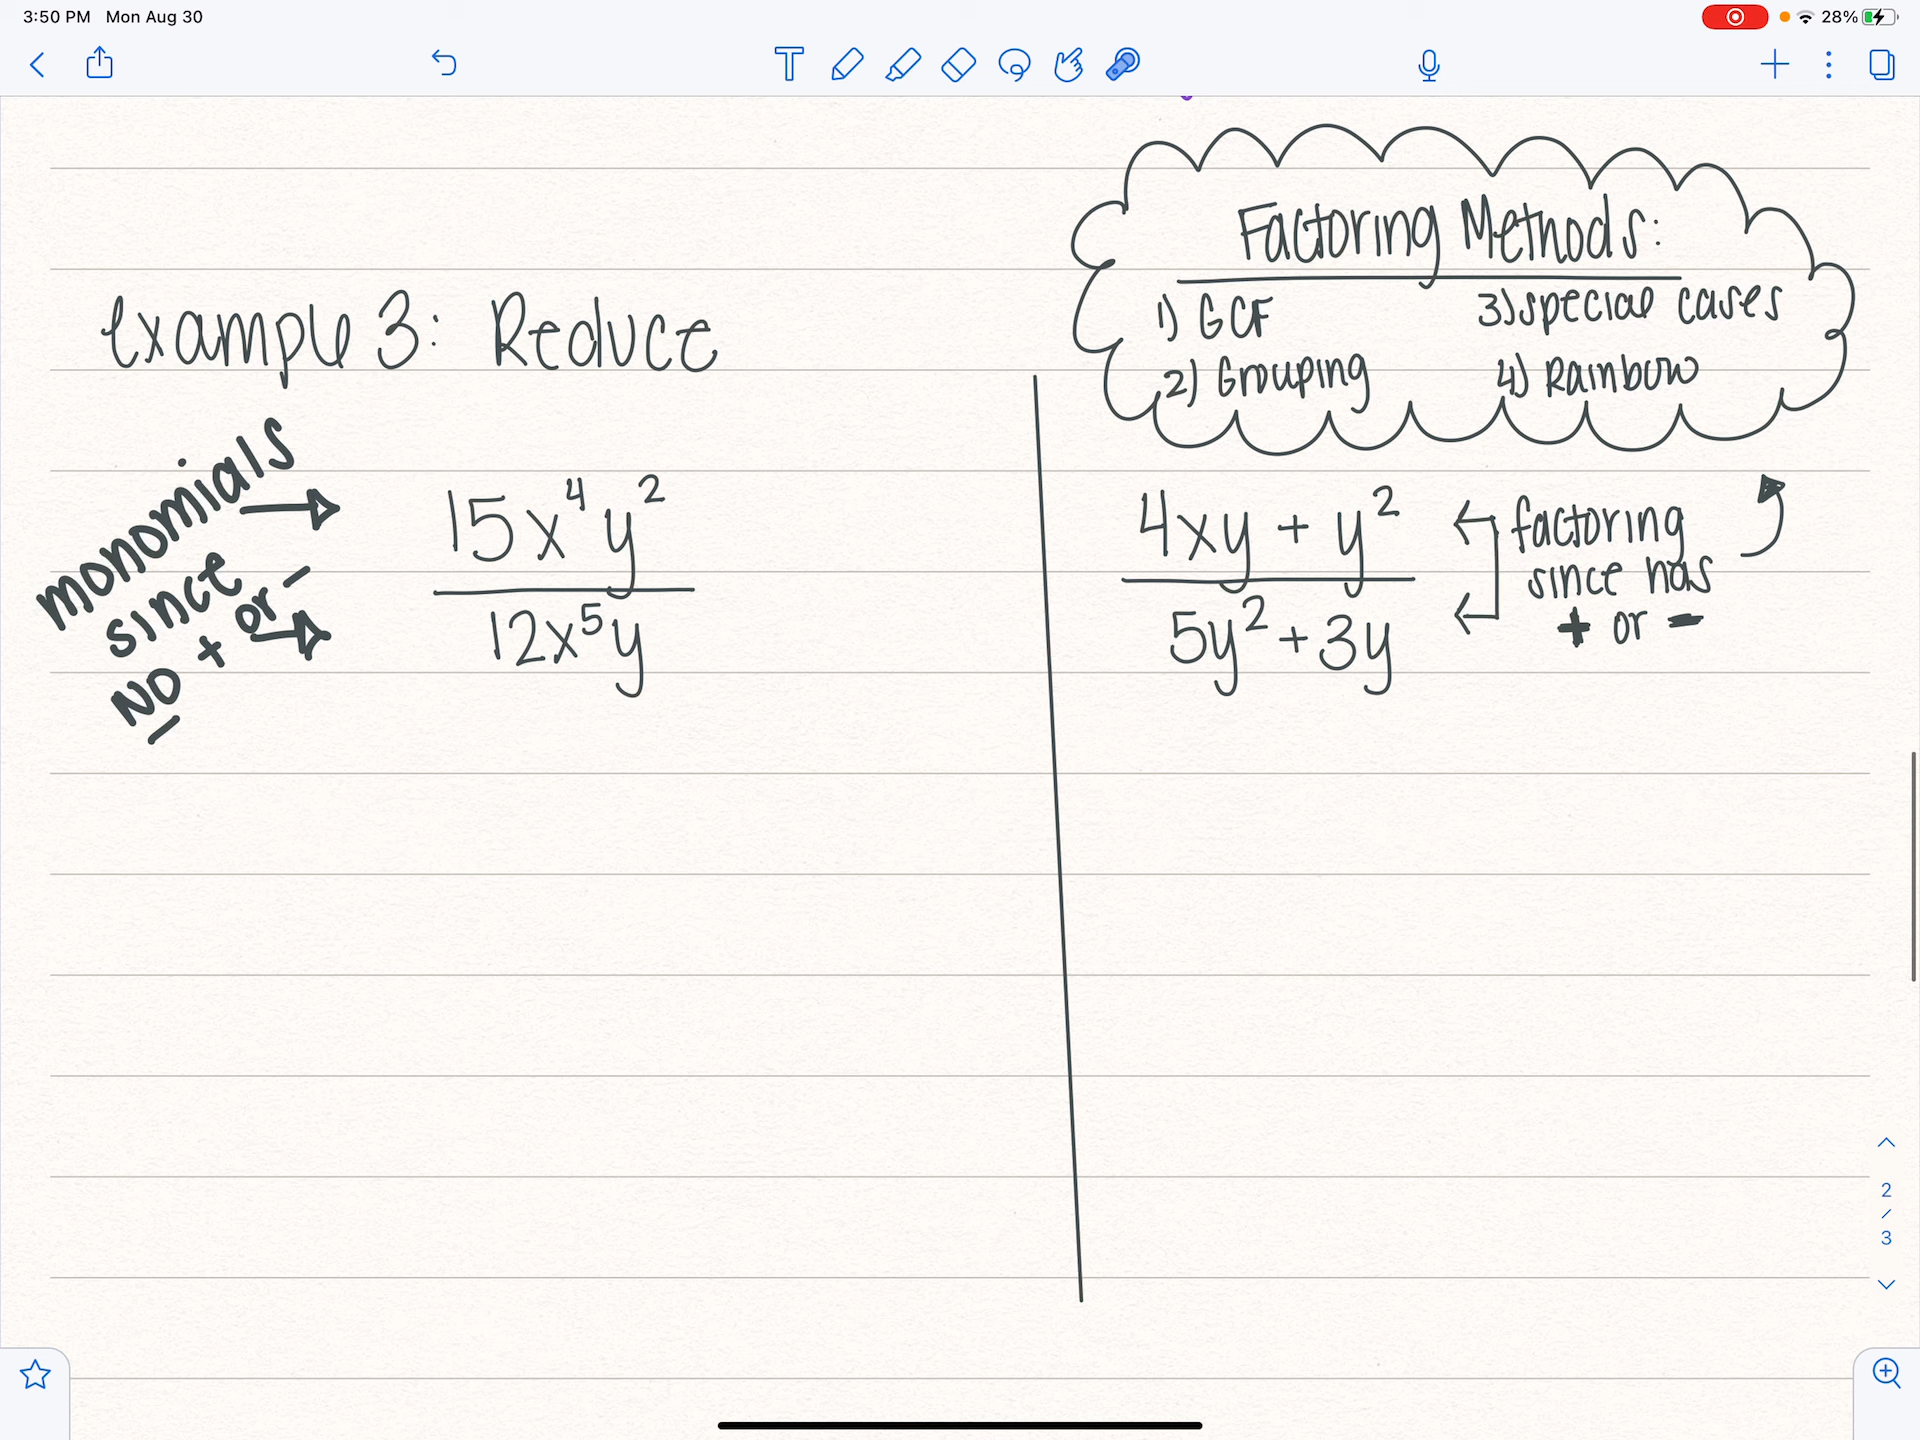 3:50 PM Mon Aug 30
28%
Factoring Methods:
1) GCF 3) special cases
2) Grouping 4) Rainbow
example 3: Reduce
monomials
since
NO + or -
15x⁴y²
12x⁵y
4xy + y²
5y² + 3y
factoring
since has
+ or -
2
/
3